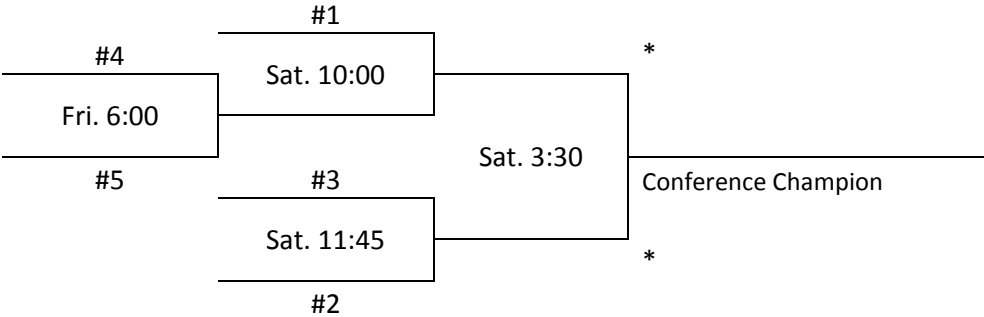 #1
#4
*
Sat. 10:00
Fri. 6:00
Sat. 3:30
#5
#3
Conference Champion
Sat. 11:45
*
#2